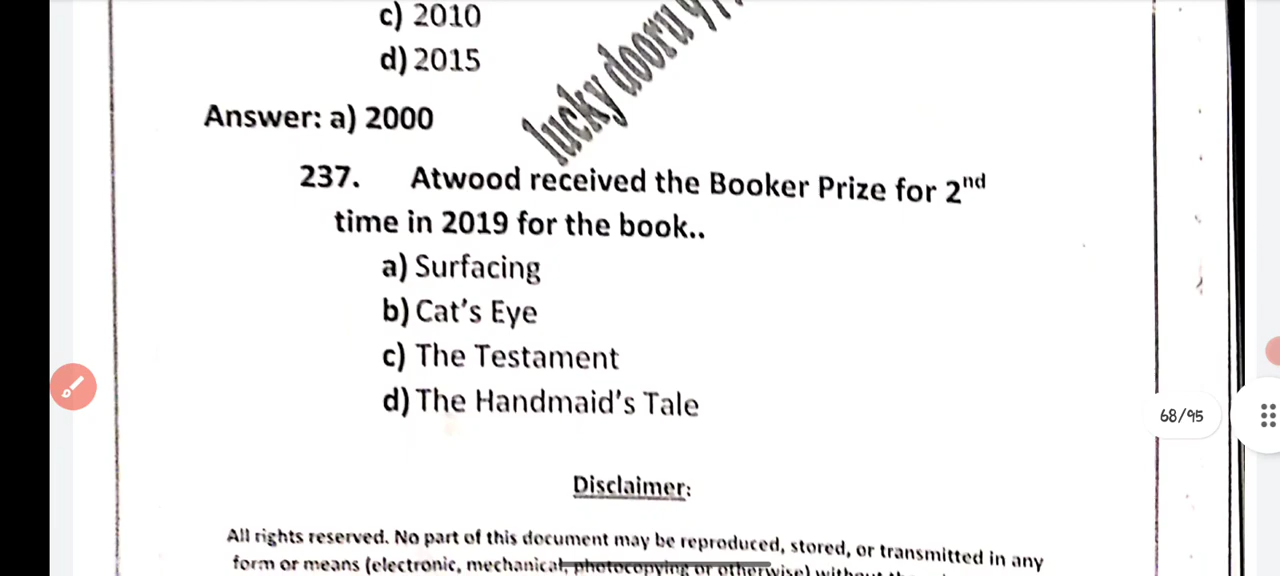 c) 2010
d) 2015
lucky dooru
Answer: a) 2000
237. Atwood received the Booker Prize for 2nd
time in 2019 for the book..
a) Surfacing
b) Cat's Eye
c) The Testament
d) The Handmaid's Tale
68/95
Disclaimer:
All rights reserved. No part of this document may be reproduced, stored, or transmitted in any
form or means (electronic, mechanical, photocopying or otherwise)